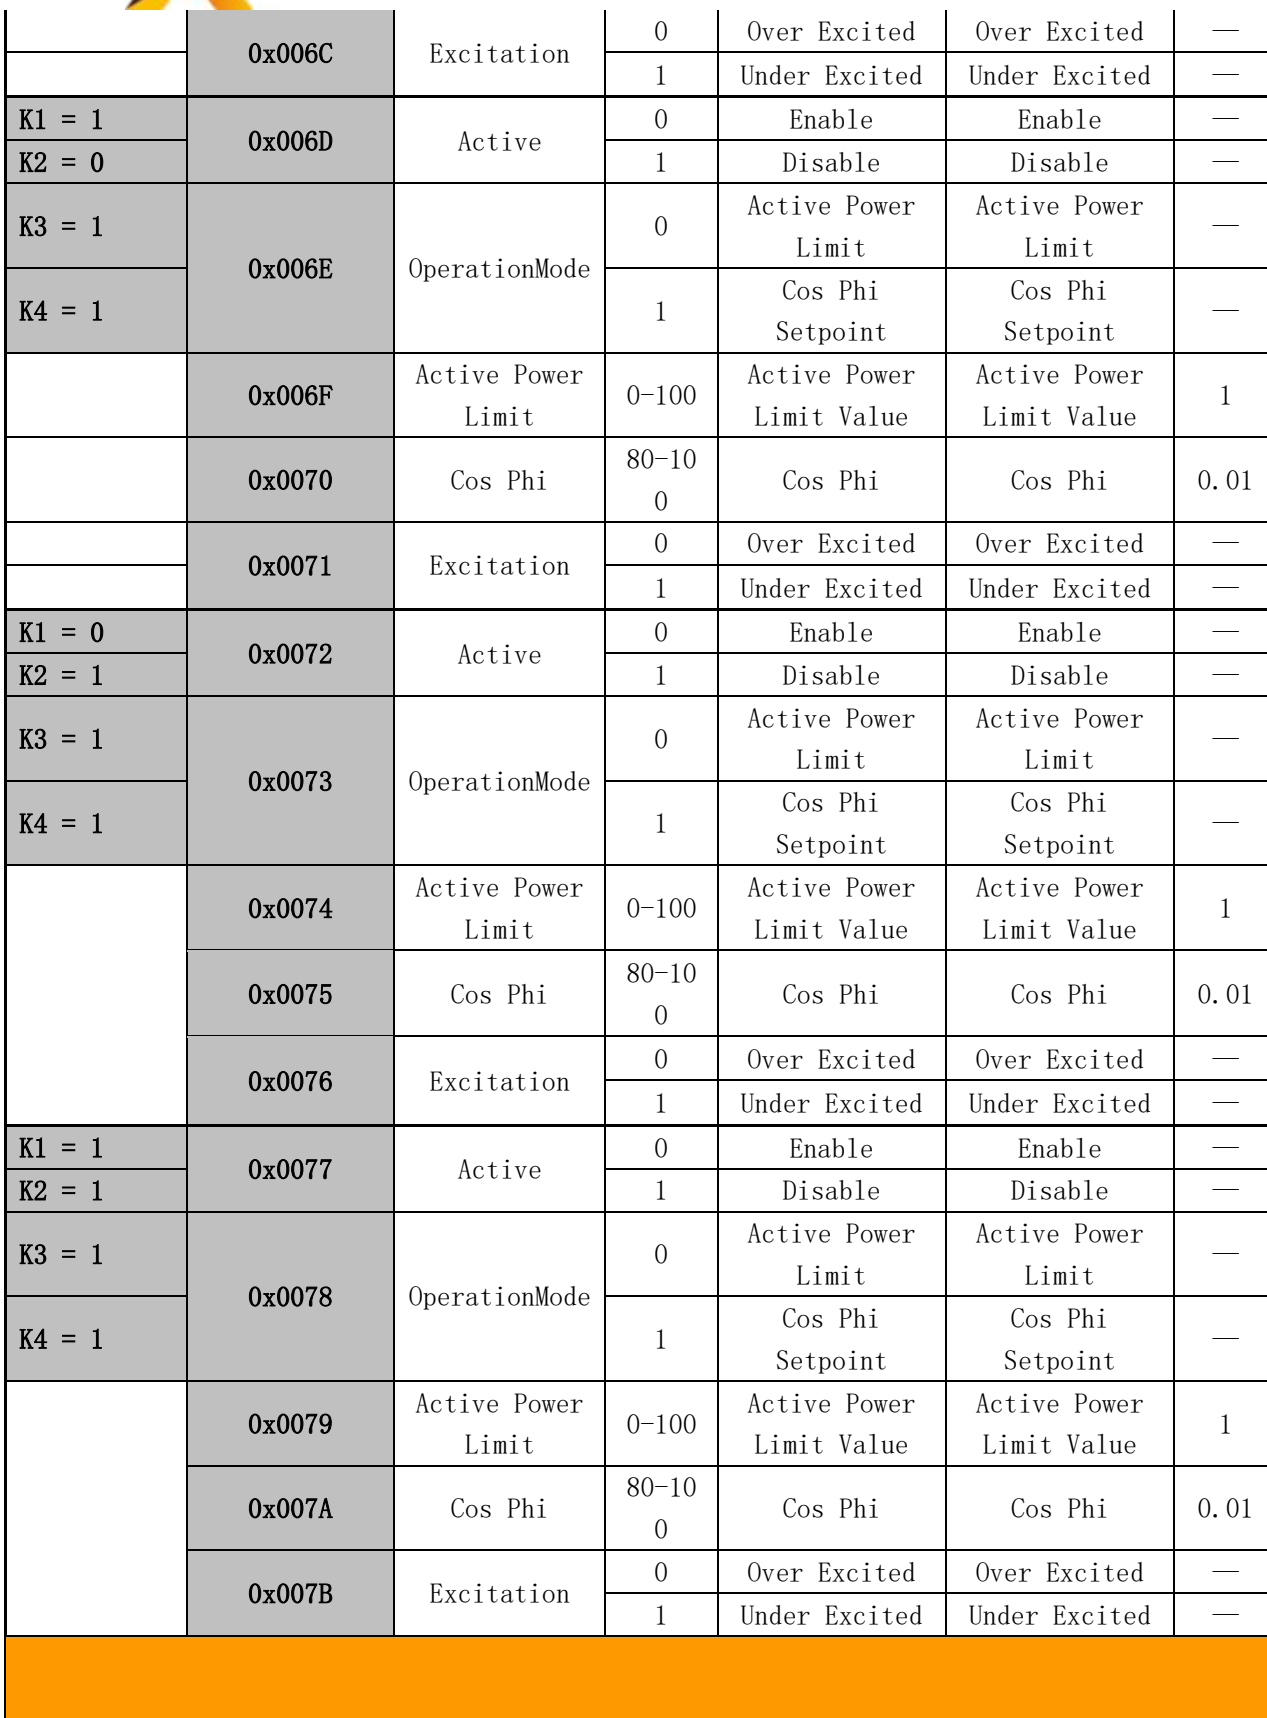 0x006C Excitation 0 Over Excited Over Excited —
1 Under Excited Under Excited —
K1 = 1 0x006D Active 0 Enable Enable —
K2 = 0 1 Disable Disable —
K3 = 1 0x006E OperationMode 0 Active Power Active Power —
Limit Limit
K4 = 1 1 Cos Phi Cos Phi —
Setpoint Setpoint
0x006F Active Power 0-100 Active Power Active Power 1
Limit Limit Value Limit Value
0x0070 Cos Phi 80-10 Cos Phi Cos Phi 0.01
0
0x0071 Excitation 0 Over Excited Over Excited —
1 Under Excited Under Excited —
K1 = 0 0x0072 Active 0 Enable Enable —
K2 = 1 1 Disable Disable —
K3 = 1 0x0073 OperationMode 0 Active Power Active Power —
Limit Limit
K4 = 1 1 Cos Phi Cos Phi —
Setpoint Setpoint
0x0074 Active Power 0-100 Active Power Active Power 1
Limit Limit Value Limit Value
0x0075 Cos Phi 80-10 Cos Phi Cos Phi 0.01
0
0x0076 Excitation 0 Over Excited Over Excited —
1 Under Excited Under Excited —
K1 = 1 0x0077 Active 0 Enable Enable —
K2 = 1 1 Disable Disable —
K3 = 1 0x0078 OperationMode 0 Active Power Active Power —
Limit Limit
K4 = 1 1 Cos Phi Cos Phi —
Setpoint Setpoint
0x0079 Active Power 0-100 Active Power Active Power 1
Limit Limit Value Limit Value
0x007A Cos Phi 80-10 Cos Phi Cos Phi 0.01
0
0x007B Excitation 0 Over Excited Over Excited —
1 Under Excited Under Excited —